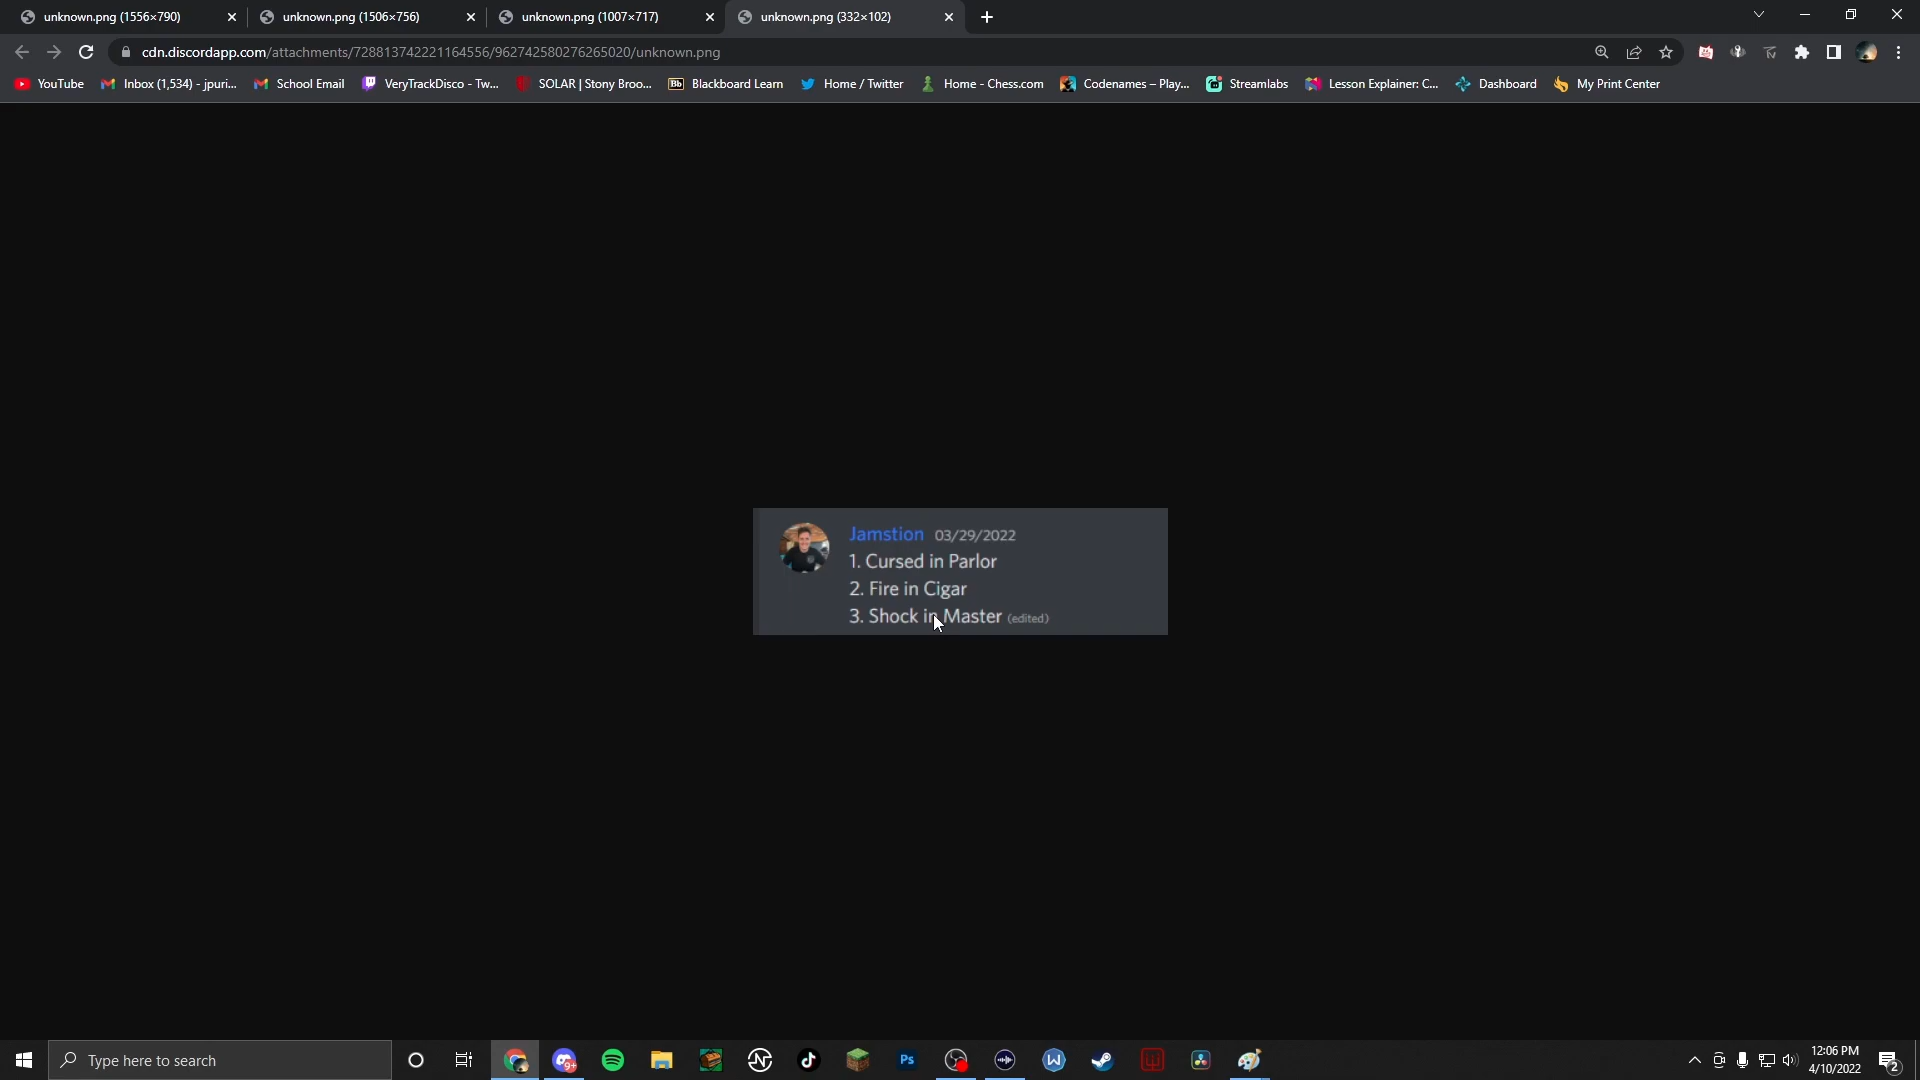 unknown.png (1556×790)
unknown.png (1506×756)
unknown.png (1007×717)
unknown.png (332×102)
cdn.discordapp.com/attachments/728813742221164556/962742580276265020/unknown.png
YouTube
Inbox (1,534) - jpuri...
School Email
VeryTrackDisco - Tw...
SOLAR | Stony Broo...
Bb
Blackboard Learn
Home / Twitter
Home - Chess.com
Codenames – Play...
Streamlabs
Lesson Explainer: C...
Dashboard
My Print Center
Jamstion 03/29/2022
1. Cursed in Parlor
2. Fire in Cigar
3. Shock in Master (edited)
Type here to search
9+
Ps
W
12:06 PM
4/10/2022
2